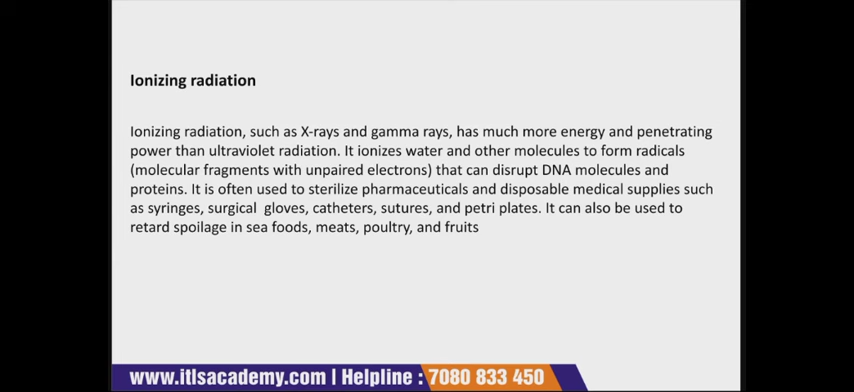 Ionizing radiation
Ionizing radiation, such as X-rays and gamma rays, has much more energy and penetrating
power than ultraviolet radiation. It ionizes water and other molecules to form radicals
(molecular fragments with unpaired electrons) that can disrupt DNA molecules and
proteins. It is often used to sterilize pharmaceuticals and disposable medical supplies such
as syringes, surgical gloves, catheters, sutures, and petri plates. It can also be used to
retard spoilage in sea foods, meats, poultry, and fruits
www.itlsacademy.com | Helpline : 7080 833 450